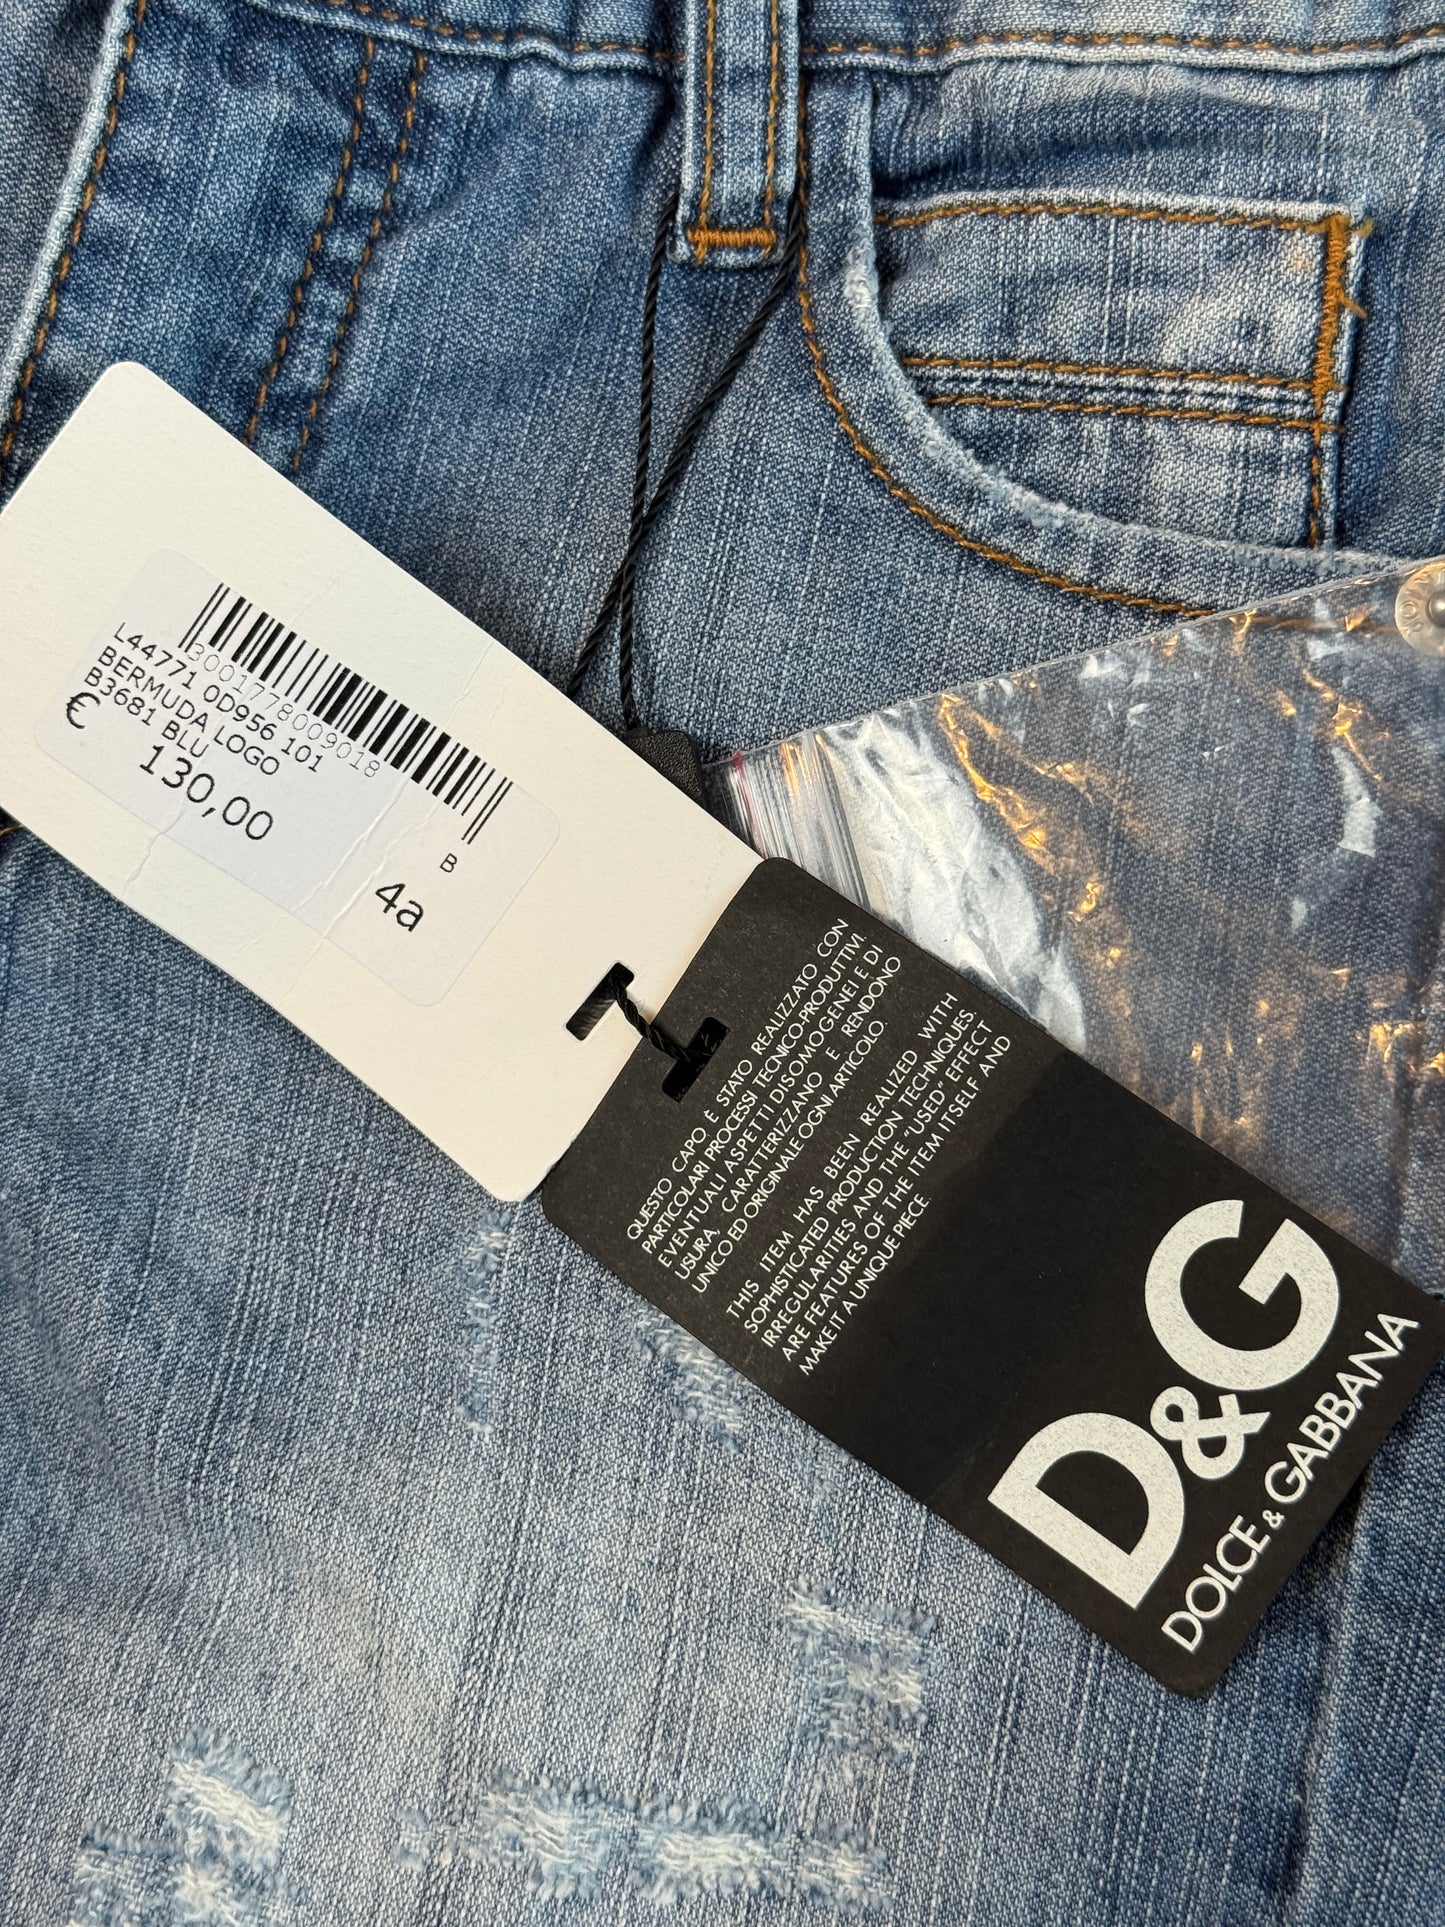 3001778009018
L44771 0D956 101
BERMUDA LOGO
B3681 BLU
€ 130,00
B
4a
QUESTO CAPO È STATO REALIZZATO CON
PARTICOLARI PROCESSI TECNICO-PRODUTTIVI.
EVENTUALI ASPETTI DISOMOGENEI E DI
USURA, CARATTERIZZANO E RENDONO
UNICO ED ORIGINALE OGNI ARTICOLO.
THIS ITEM HAS BEEN REALIZED WITH
SOPHISTICATED PRODUCTION TECHNIQUES.
IRREGULARITIES AND THE "USED" EFFECT
ARE FEATURES OF THE ITEM ITSELF AND
MAKE IT A UNIQUE PIECE.
D&G
DOLCE & GABBANA